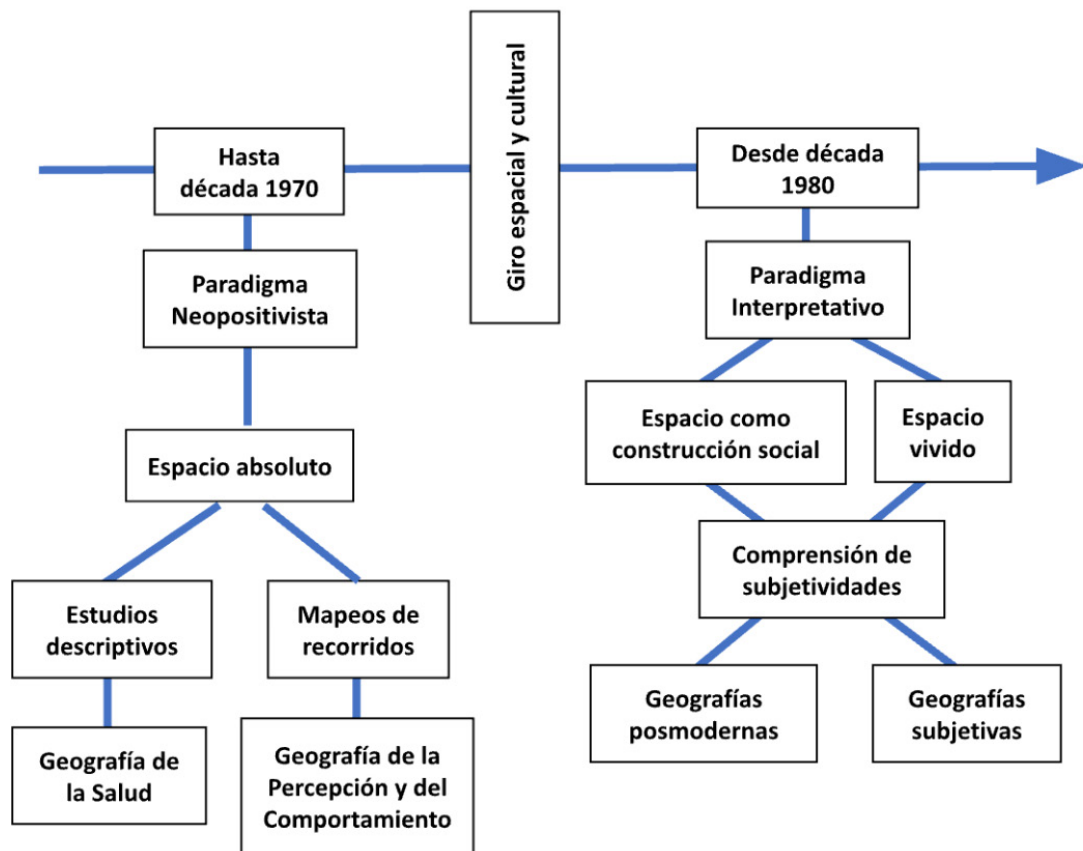 Hasta
década 1970
Giro espacial y cultural
Desde década
1980
Paradigma
Neopositivista
Paradigma
Interpretativo
Espacio absoluto
Espacio como
construcción social
Espacio
vivido
Comprensión de
subjetividades
Estudios
descriptivos
Mapeos de
recorridos
Geografías
posmodernas
Geografías
subjetivas
Geografía de
la Salud
Geografía de la
Percepción y del
Comportamiento